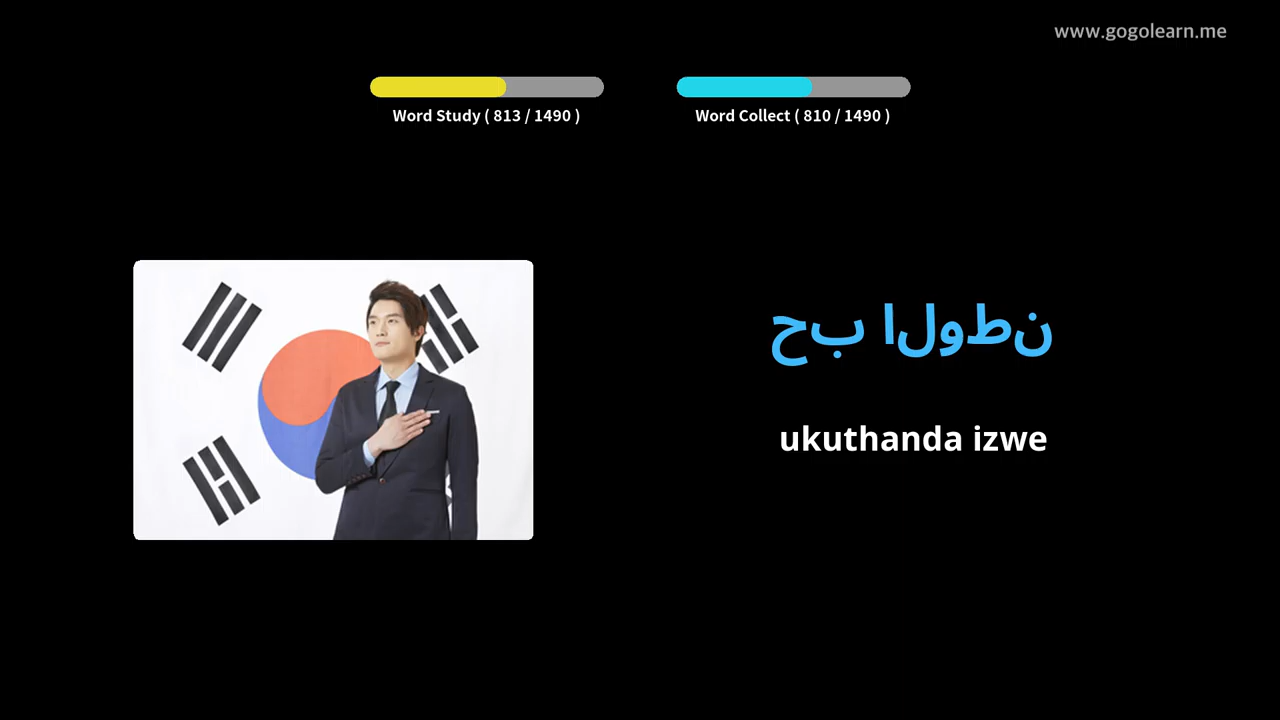 www.gogolearn.me
Word Study ( 813 / 1490 )
Word Collect ( 810 / 1490 )
حب الوطن
ukuthanda izwe